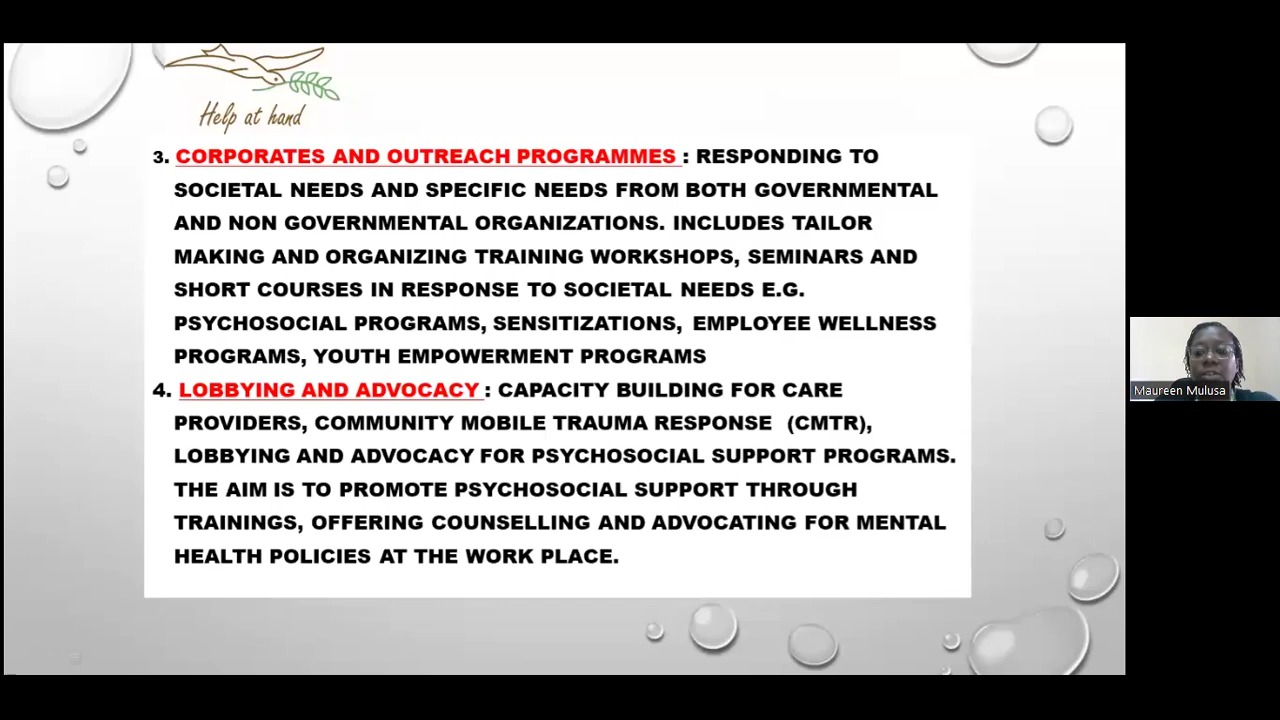 Help at hand
3. CORPORATES AND OUTREACH PROGRAMMES : RESPONDING TO
SOCIETAL NEEDS AND SPECIFIC NEEDS FROM BOTH GOVERNMENTAL
AND NON GOVERNMENTAL ORGANIZATIONS. INCLUDES TAILOR
MAKING AND ORGANIZING TRAINING WORKSHOPS, SEMINARS AND
SHORT COURSES IN RESPONSE TO SOCIETAL NEEDS E.G.
PSYCHOSOCIAL PROGRAMS, SENSITIZATIONS, EMPLOYEE WELLNESS
PROGRAMS, YOUTH EMPOWERMENT PROGRAMS
4. LOBBYING AND ADVOCACY : CAPACITY BUILDING FOR CARE
PROVIDERS, COMMUNITY MOBILE TRAUMA RESPONSE (CMTR),
LOBBYING AND ADVOCACY FOR PSYCHOSOCIAL SUPPORT PROGRAMS.
THE AIM IS TO PROMOTE PSYCHOSOCIAL SUPPORT THROUGH
TRAININGS, OFFERING COUNSELLING AND ADVOCATING FOR MENTAL
HEALTH POLICIES AT THE WORK PLACE.
Maureen Mulusa